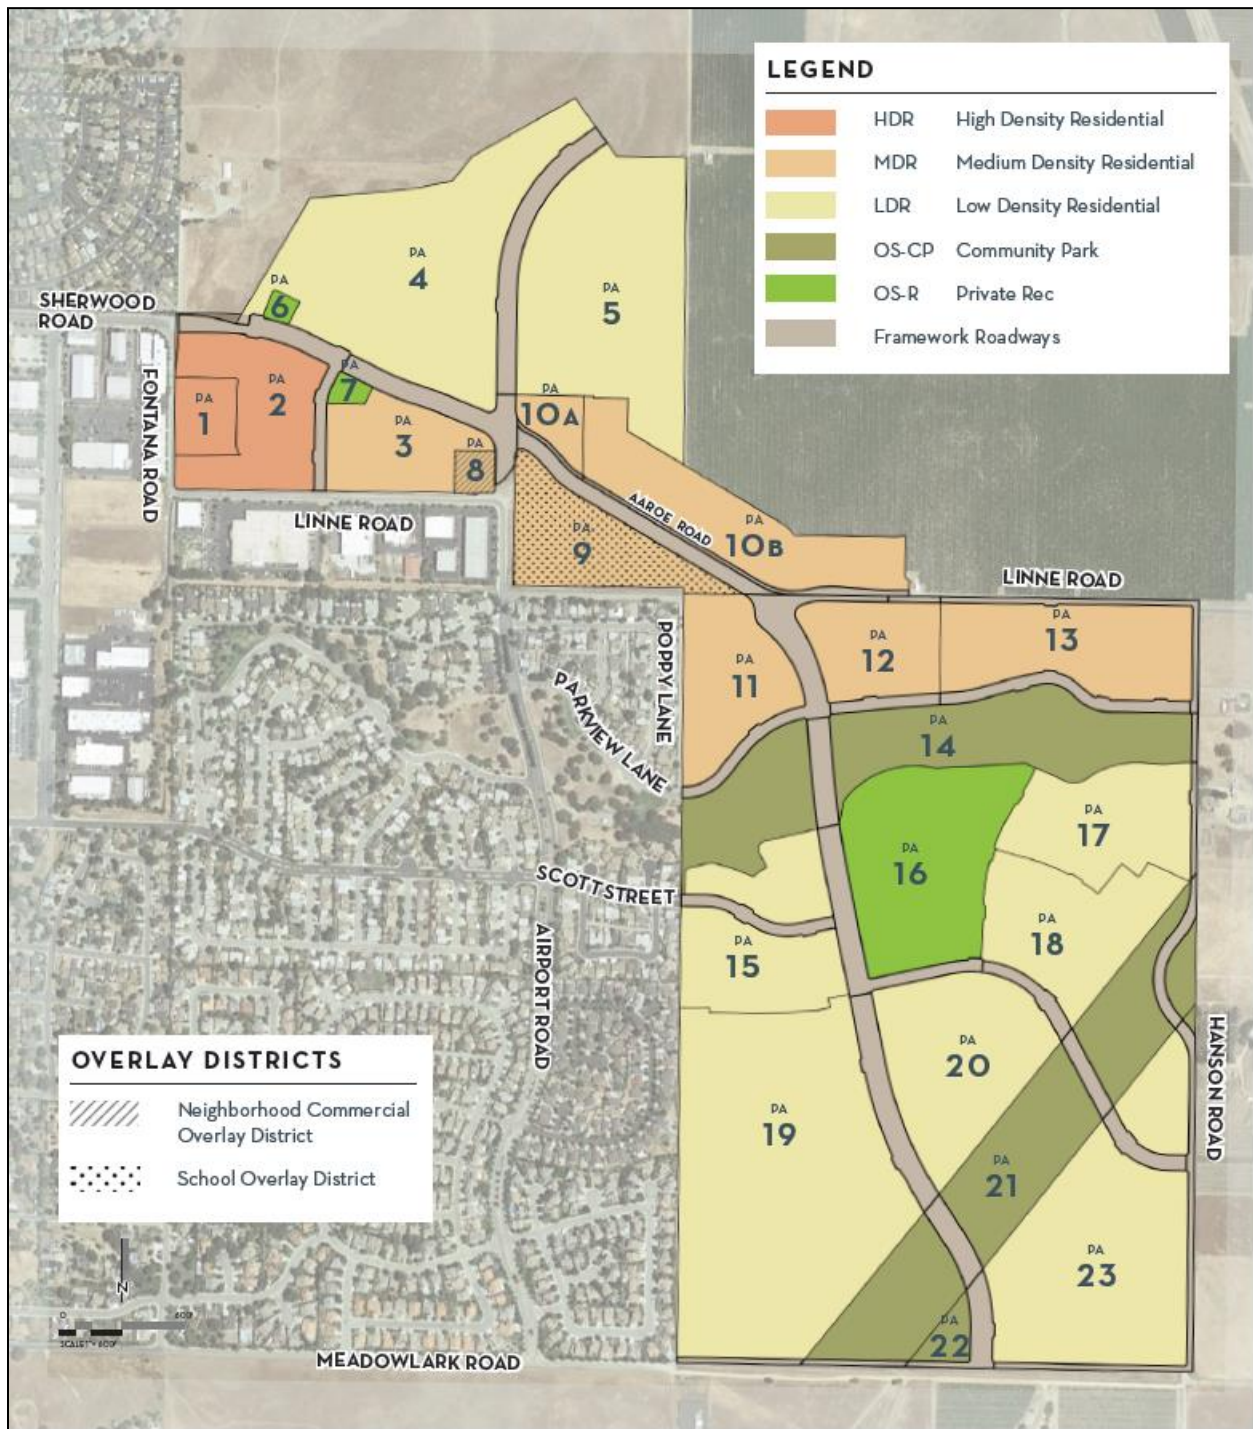 LEGEND
HDR High Density Residential
MDR Medium Density Residential
LDR Low Density Residential
OS-CP Community Park
OS-R Private Rec
Framework Roadways
PA
4
PA
5
PA
6
SHERWOOD
ROAD
FONTANA ROAD
PA
1
PA
2
PA
7
PA
3
PA
8
PA
10A
PA
9
AAROE ROAD
PA
10B
LINNE ROAD
LINNE ROAD
POPPY LANE
PARKVIEW LANE
PA
11
PA
12
PA
13
PA
14
PA
16
PA
17
SCOTT STREET
AIRPORT ROAD
PA
15
PA
18
PA
19
PA
20
PA
21
HANSON ROAD
PA
22
PA
23
OVERLAY DISTRICTS
Neighborhood Commercial
Overlay District
School Overlay District
N
0 600'
SCALE: 1"= 600'
MEADOWLARK ROAD